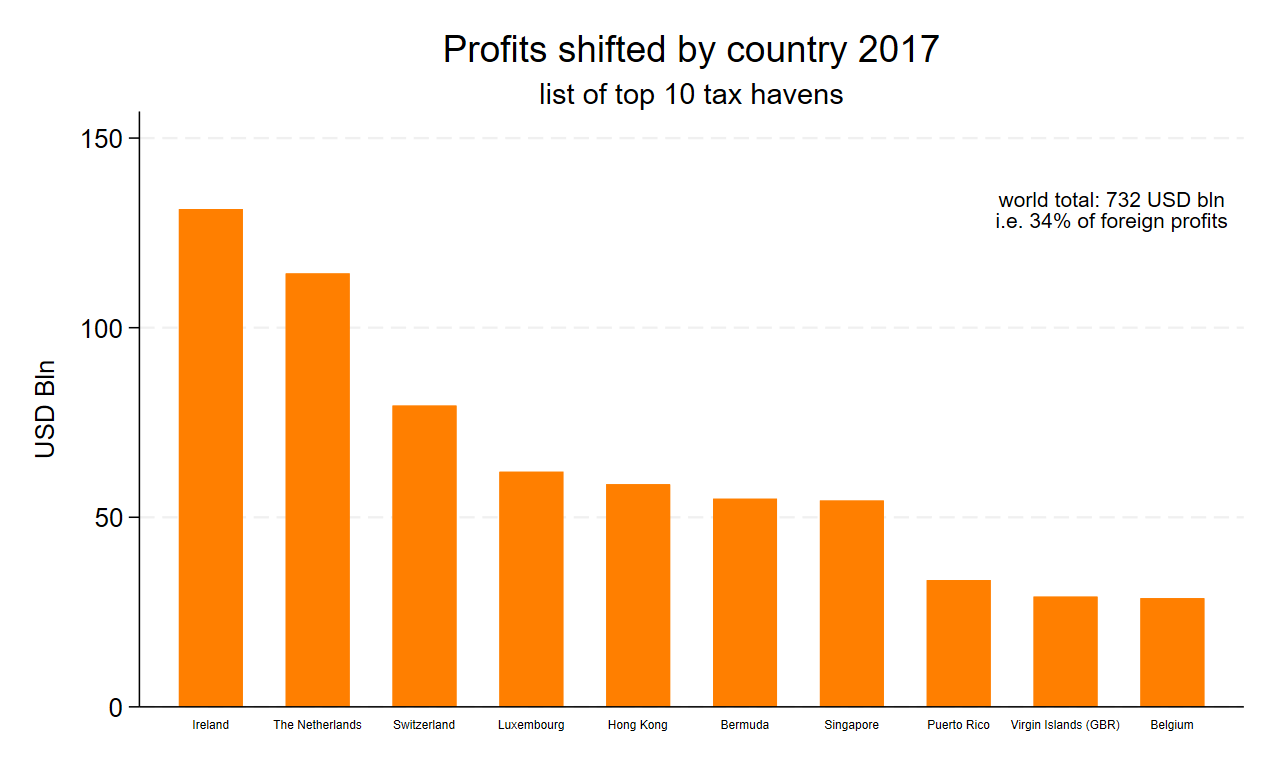 Profits shifted by country 2017
list of top 10 tax havens
150
world total: 732 USD bln
i.e. 34% of foreign profits
100
USD Bln
50
0
Ireland The Netherlands Switzerland Luxembourg Hong Kong Bermuda Singapore Puerto Rico Virgin Islands (GBR) Belgium